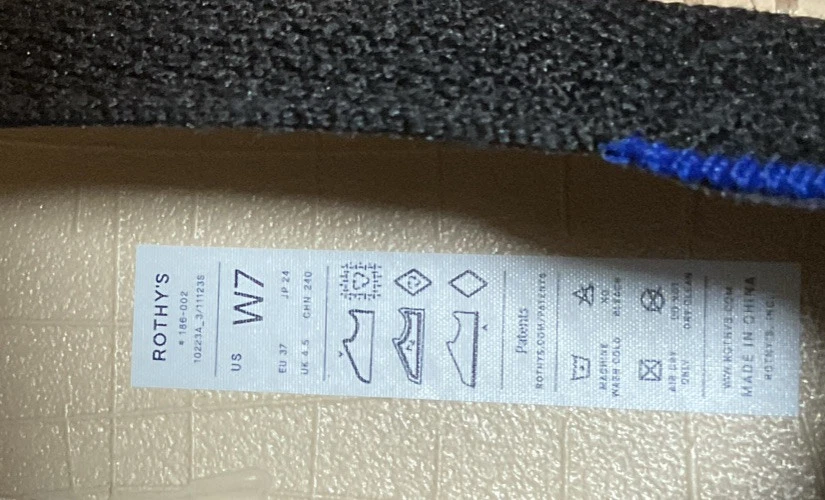 ROTHY'S
* 186-002
10223A_3/111235
US W7
EU 37 JP 24
UK 4.5 CHN 240
Patents
ROTHYS.COM/PATENTS
MACHINE
WASH COLD
NO
BLEACH
AIR DRY
ONLY
DO NOT
DRY CLEAN
WWW.ROTHYS.COM
MADE IN CHINA
ROTHY'S, INC.